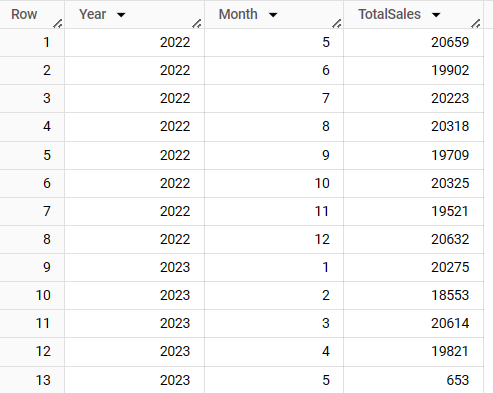 Row Year Month TotalSales
1 2022 5 20659
2 2022 6 19902
3 2022 7 20223
4 2022 8 20318
5 2022 9 19709
6 2022 10 20325
7 2022 11 19521
8 2022 12 20632
9 2023 1 20275
10 2023 2 18553
11 2023 3 20614
12 2023 4 19821
13 2023 5 653